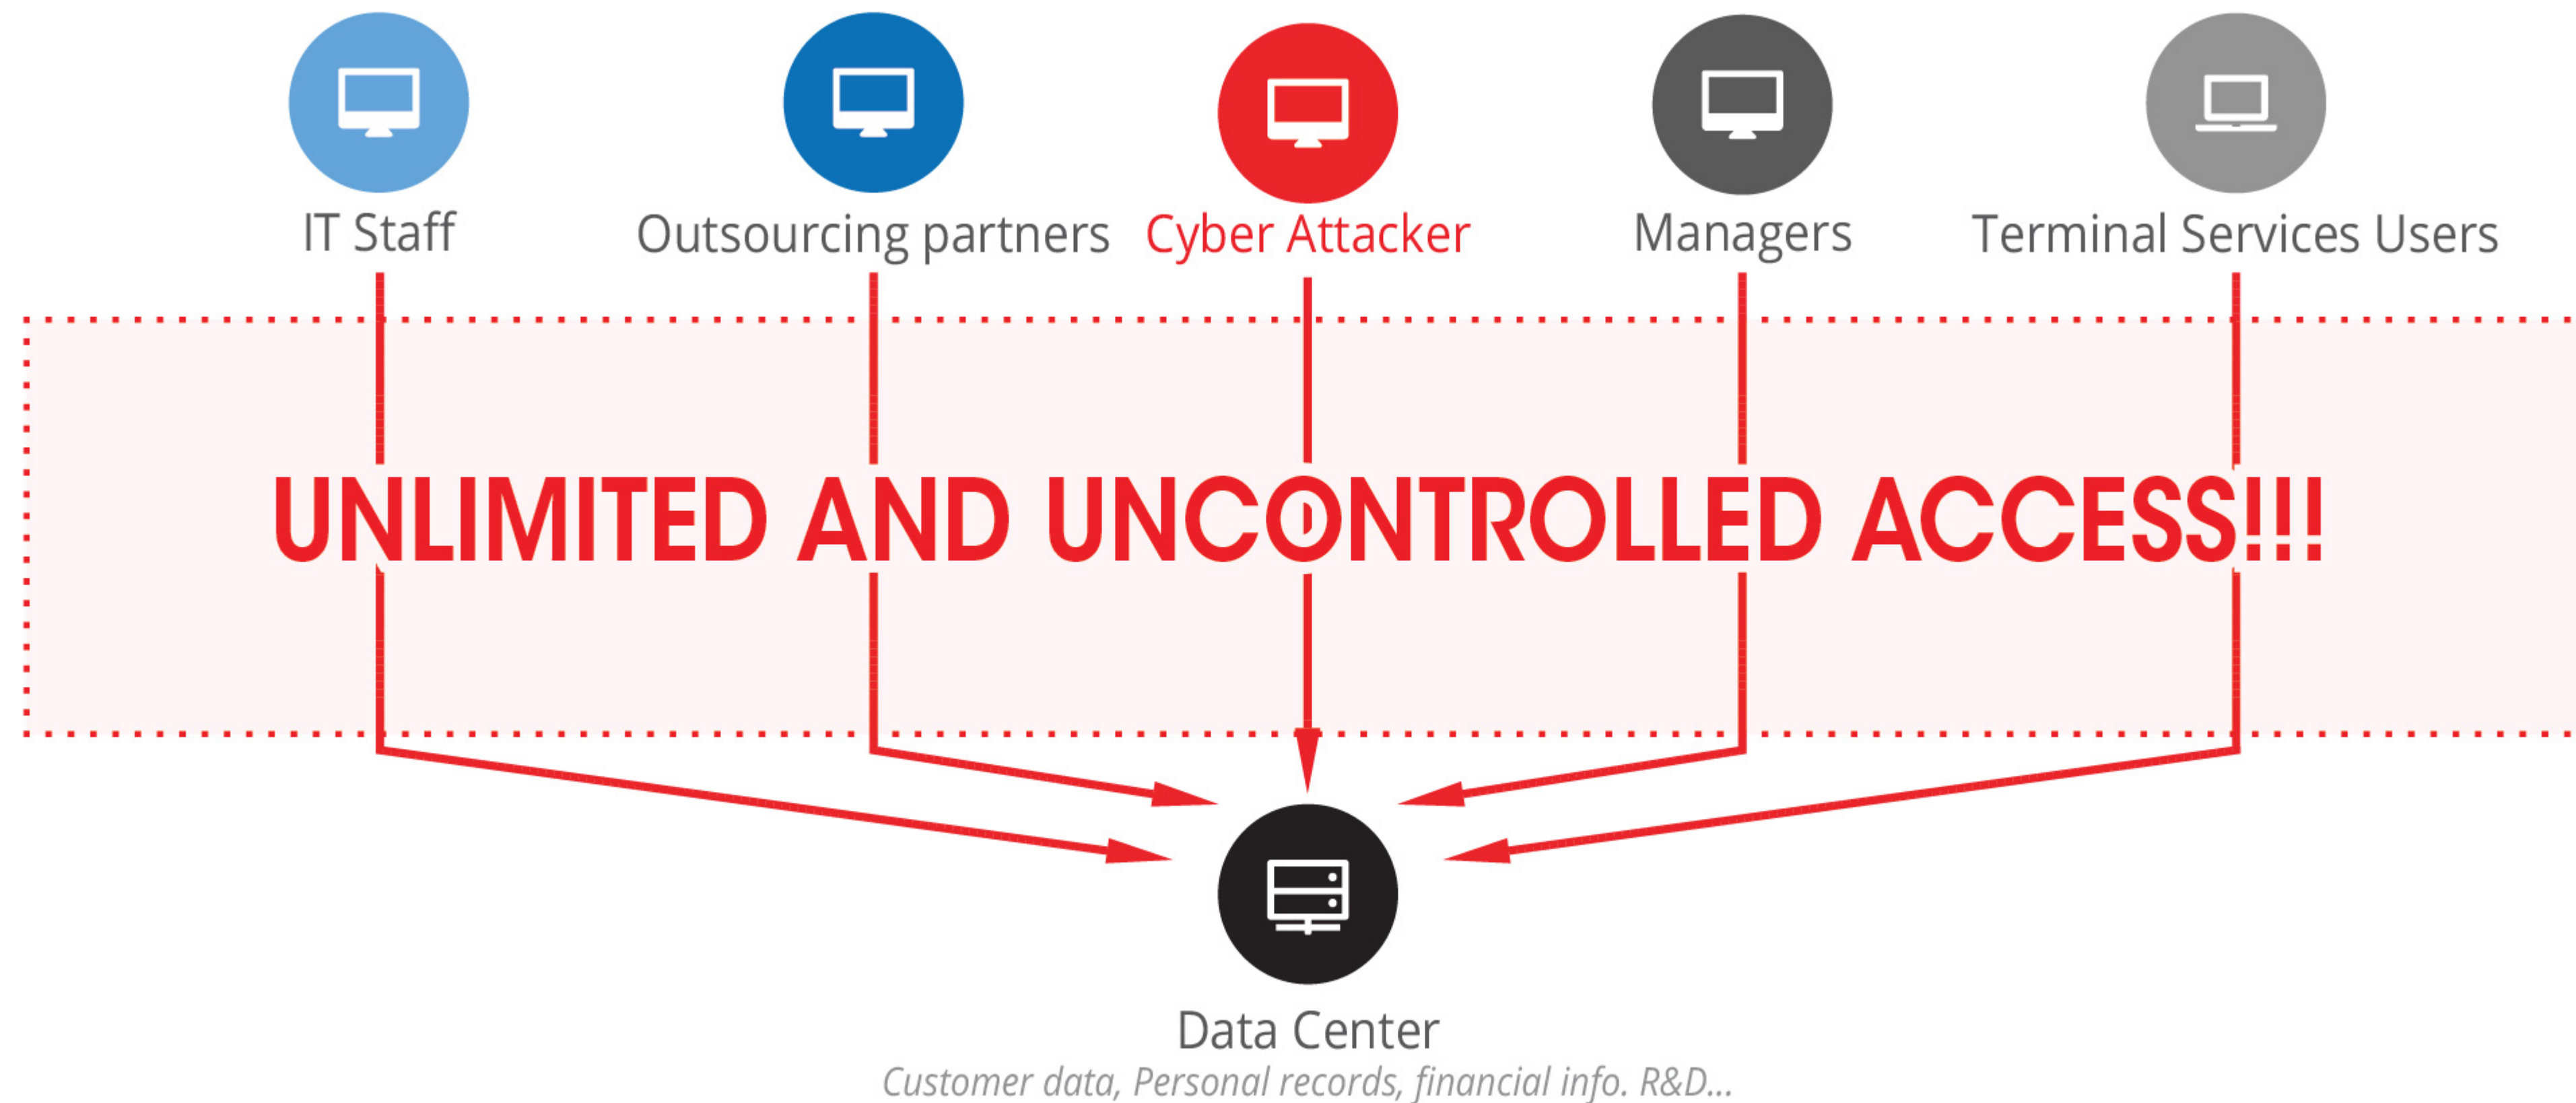 IT Staff
Outsourcing partners
Cyber Attacker
Managers
Terminal Services Users
UNLIMITED AND UNCONTROLLED ACCESS!!!
Data Center
Customer data, Personal records, financial info. R&D...